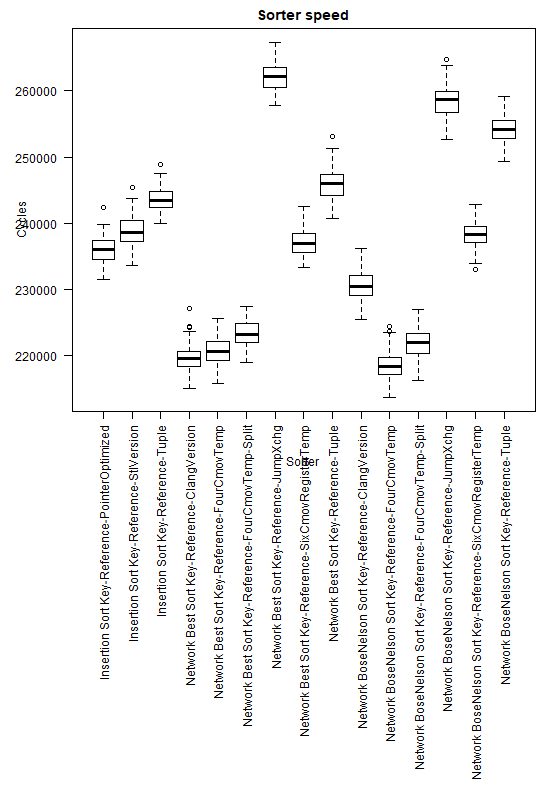 Sorter speed
Cycles
260000
250000
240000
230000
220000
Sorter
Insertion Sort Key-Reference-PointerOptimized
Insertion Sort Key-Reference-StlVersion
Insertion Sort Key-Reference-Tuple
Network Best Sort Key-Reference-ClangVersion
Network Best Sort Key-Reference-FourCmovTemp
Network Best Sort Key-Reference-FourCmovTemp-Split
Network Best Sort Key-Reference-JumpXchg
Network Best Sort Key-Reference-SixCmovRegisterTemp
Network Best Sort Key-Reference-Tuple
Network BoseNelson Sort Key-Reference-ClangVersion
Network BoseNelson Sort Key-Reference-FourCmovTemp
Network BoseNelson Sort Key-Reference-FourCmovTemp-Split
Network BoseNelson Sort Key-Reference-JumpXchg
Network BoseNelson Sort Key-Reference-SixCmovRegisterTemp
Network BoseNelson Sort Key-Reference-Tuple